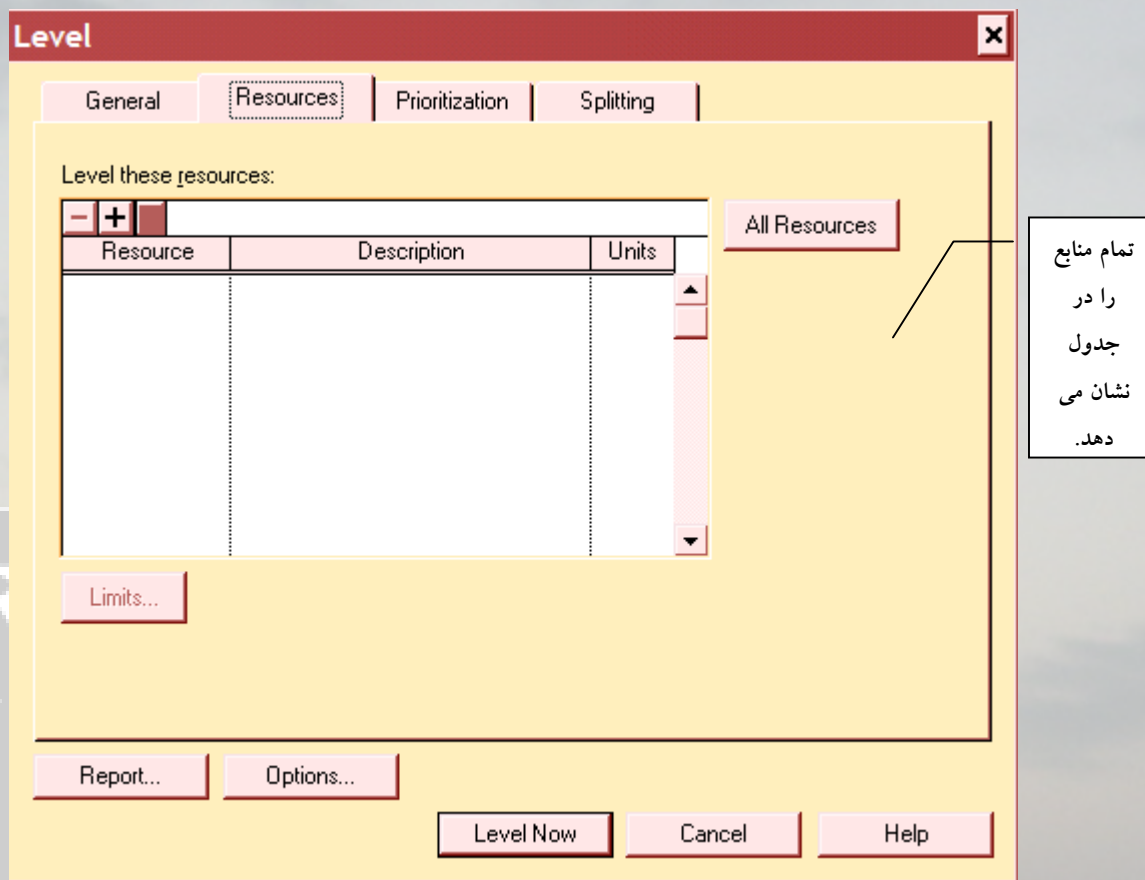 Level
General Resources Prioritization Splitting
Level these resources:
All Resources
Resource Description Units
Limits...
Report... Options...
Level Now Cancel Help
تمام منابع
را در
جدول
نشان می
دهد.